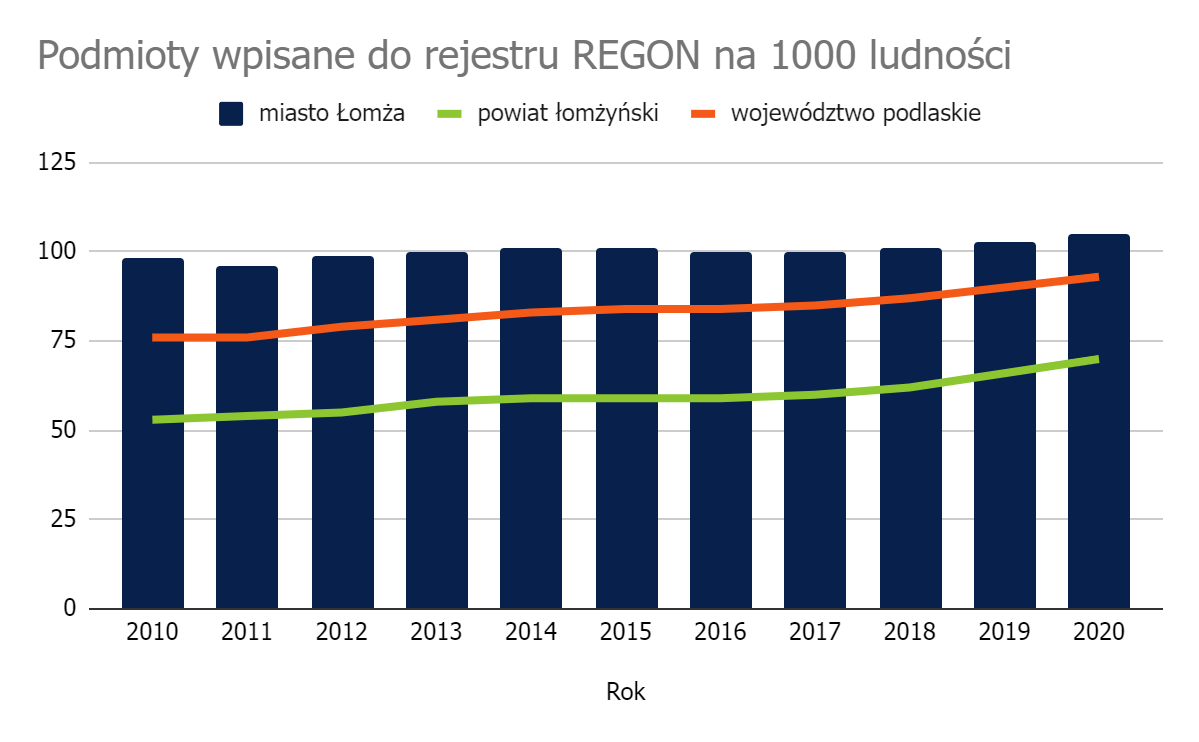 Podmioty wpisane do rejestru REGON na 1000 ludności
miasto Łomża powiat łomżyński województwo podlaskie
125
100
75
50
25
0
2010 2011 2012 2013 2014 2015 2016 2017 2018 2019 2020
Rok